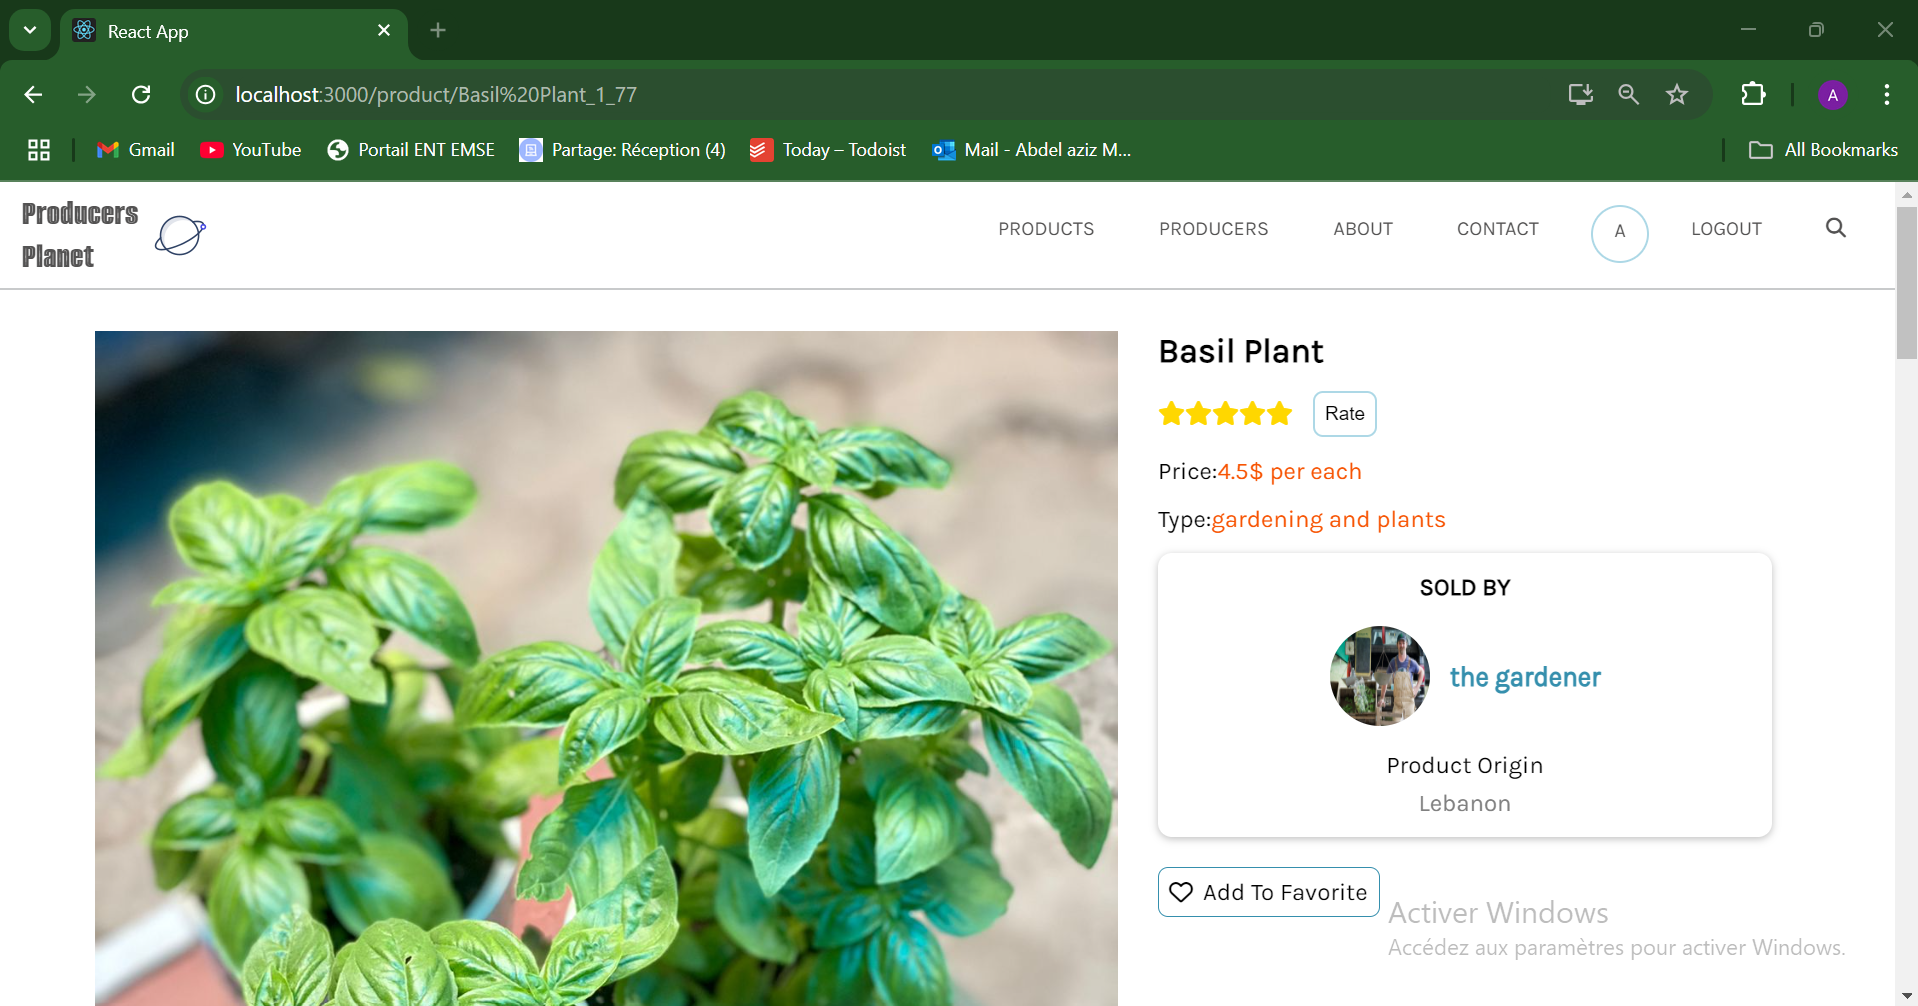 React App
localhost:3000/product/Basil%20Plant_1_77
A
Gmail
YouTube
Portail ENT EMSE
Partage: Réception (4)
Today – Todoist
Mail - Abdel aziz M...
All Bookmarks
Producers
Planet
PRODUCTS
PRODUCERS
ABOUT
CONTACT
A
LOGOUT
Basil Plant
Rate
Price:4.5$ per each
Type:gardening and plants
SOLD BY
the gardener
Product Origin
Lebanon
Add To Favorite
Activer Windows
Accédez aux paramètres pour activer Windows.